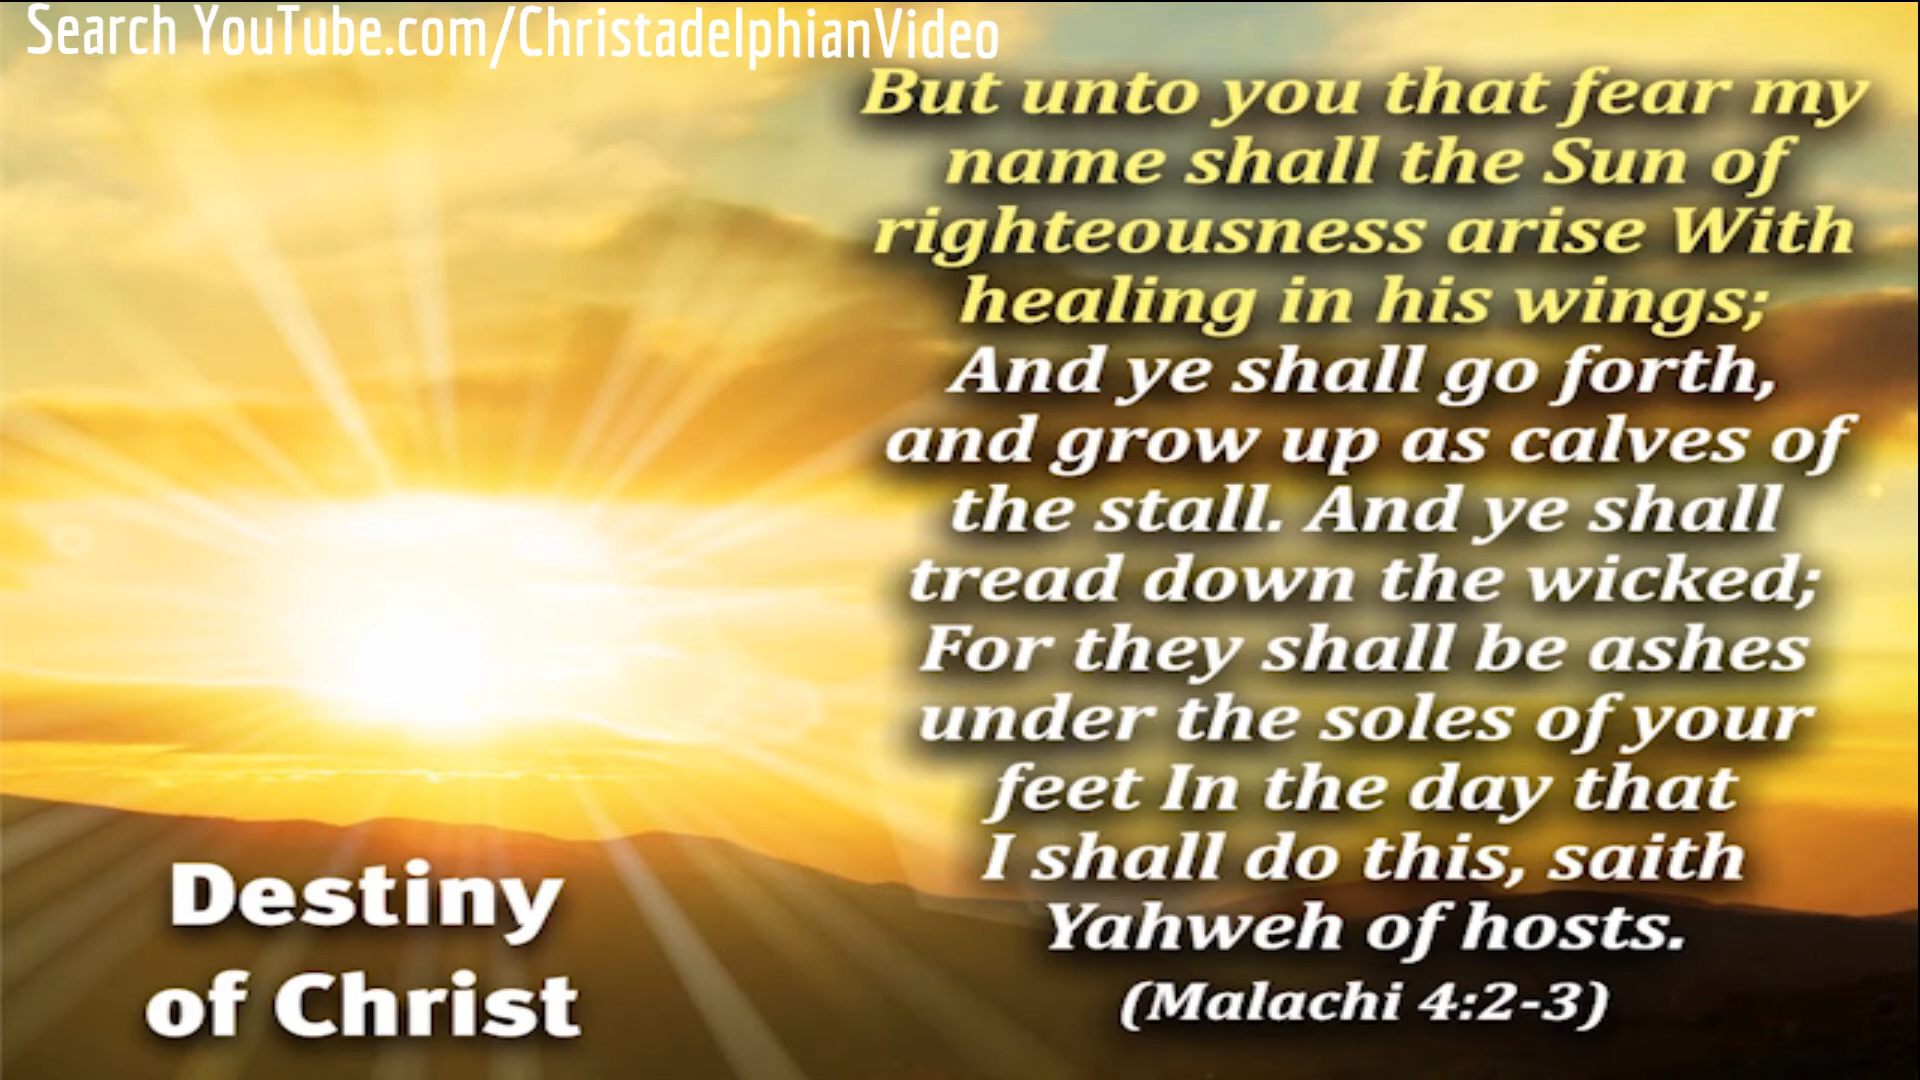 Search YouTube.com/ChristadelphianVideo
But unto you that fear my
name shall the Sun of
righteousness arise With
healing in his wings;
And ye shall go forth,
and grow up as calves of
the stall. And ye shall
tread down the wicked;
For they shall be ashes
under the soles of your
feet In the day that
I shall do this, saith
Yahweh of hosts.
(Malachi 4:2-3)
Destiny
of Christ